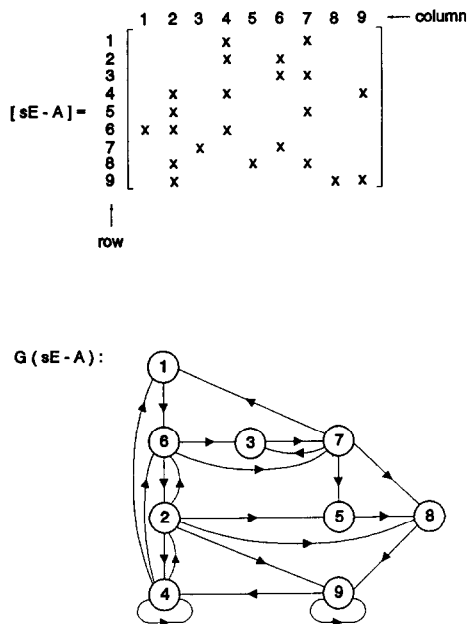 1 2 3 4 5 6 7 8 9 ← column
1 x x
2 x x
3 x x
4 x x x
[ sE - A ] = 5 x x
6 x x x
7 x x
8 x x x
9 x x x
row
G ( sE - A ) :
1
6 3 7
2 5 8
4 9